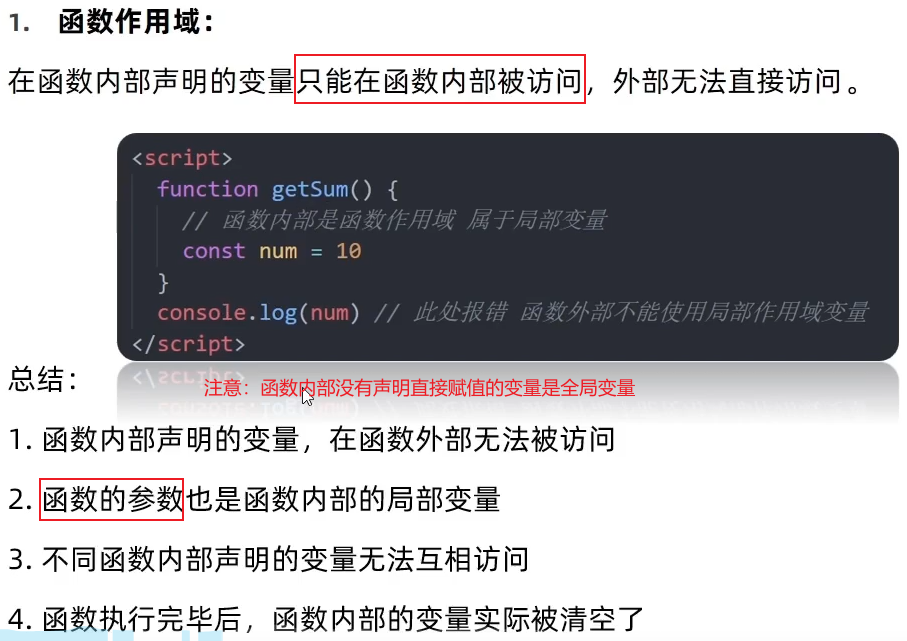 1. 函数作用域：
在函数内部声明的变量只能在函数内部被访问，外部无法直接访问。
<script>
function getSum() {
// 函数内部是函数作用域 属于局部变量
const num = 10
}
console.log(num) // 此处报错 函数外部不能使用局部作用域变量
</script>
总结：
注意：函数内部没有声明直接赋值的变量是全局变量
1. 函数内部声明的变量，在函数外部无法被访问
2. 函数的参数也是函数内部的局部变量
3. 不同函数内部声明的变量无法互相访问
4. 函数执行完毕后，函数内部的变量实际被清空了